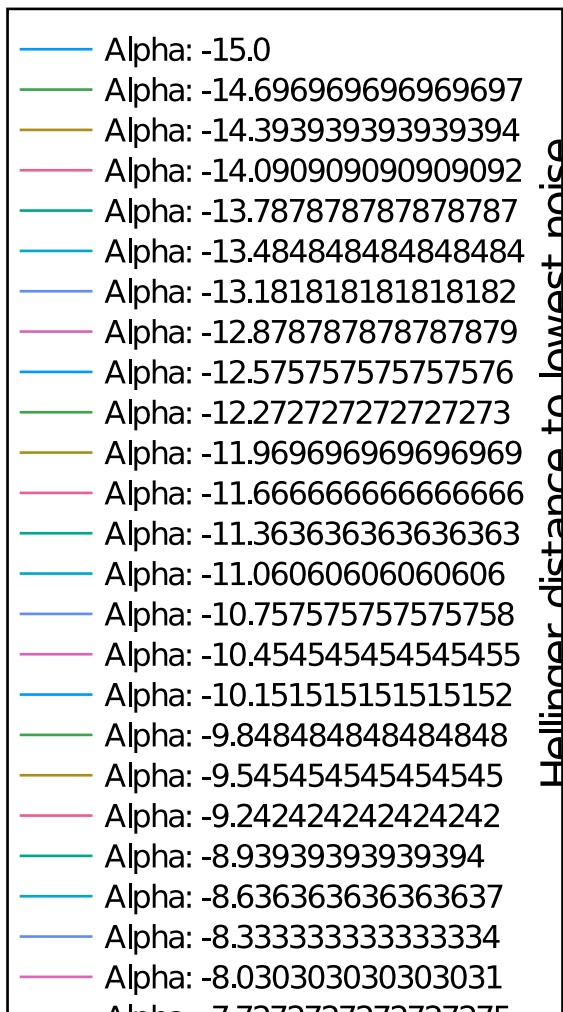 Alpha: -15.0
Alpha: -14.696969696969697
Alpha: -14.393939393939394
Alpha: -14.090909090909092
Alpha: -13.787878787878787
Alpha: -13.484848484848484
Alpha: -13.181818181818182
Alpha: -12.878787878787879
Alpha: -12.575757575757576
Alpha: -12.272727272727273
Alpha: -11.969696969696969
Alpha: -11.666666666666666
Alpha: -11.363636363636363
Alpha: -11.06060606060606
Alpha: -10.757575757575758
Alpha: -10.454545454545455
Alpha: -10.151515151515152
Alpha: -9.848484848484848
Alpha: -9.545454545454545
Alpha: -9.242424242424242
Alpha: -8.93939393939394
Alpha: -8.636363636363637
Alpha: -8.333333333333334
Alpha: -8.030303030303031
Alpha: -7.7272727272727275
Hellinger distance to lowest noise